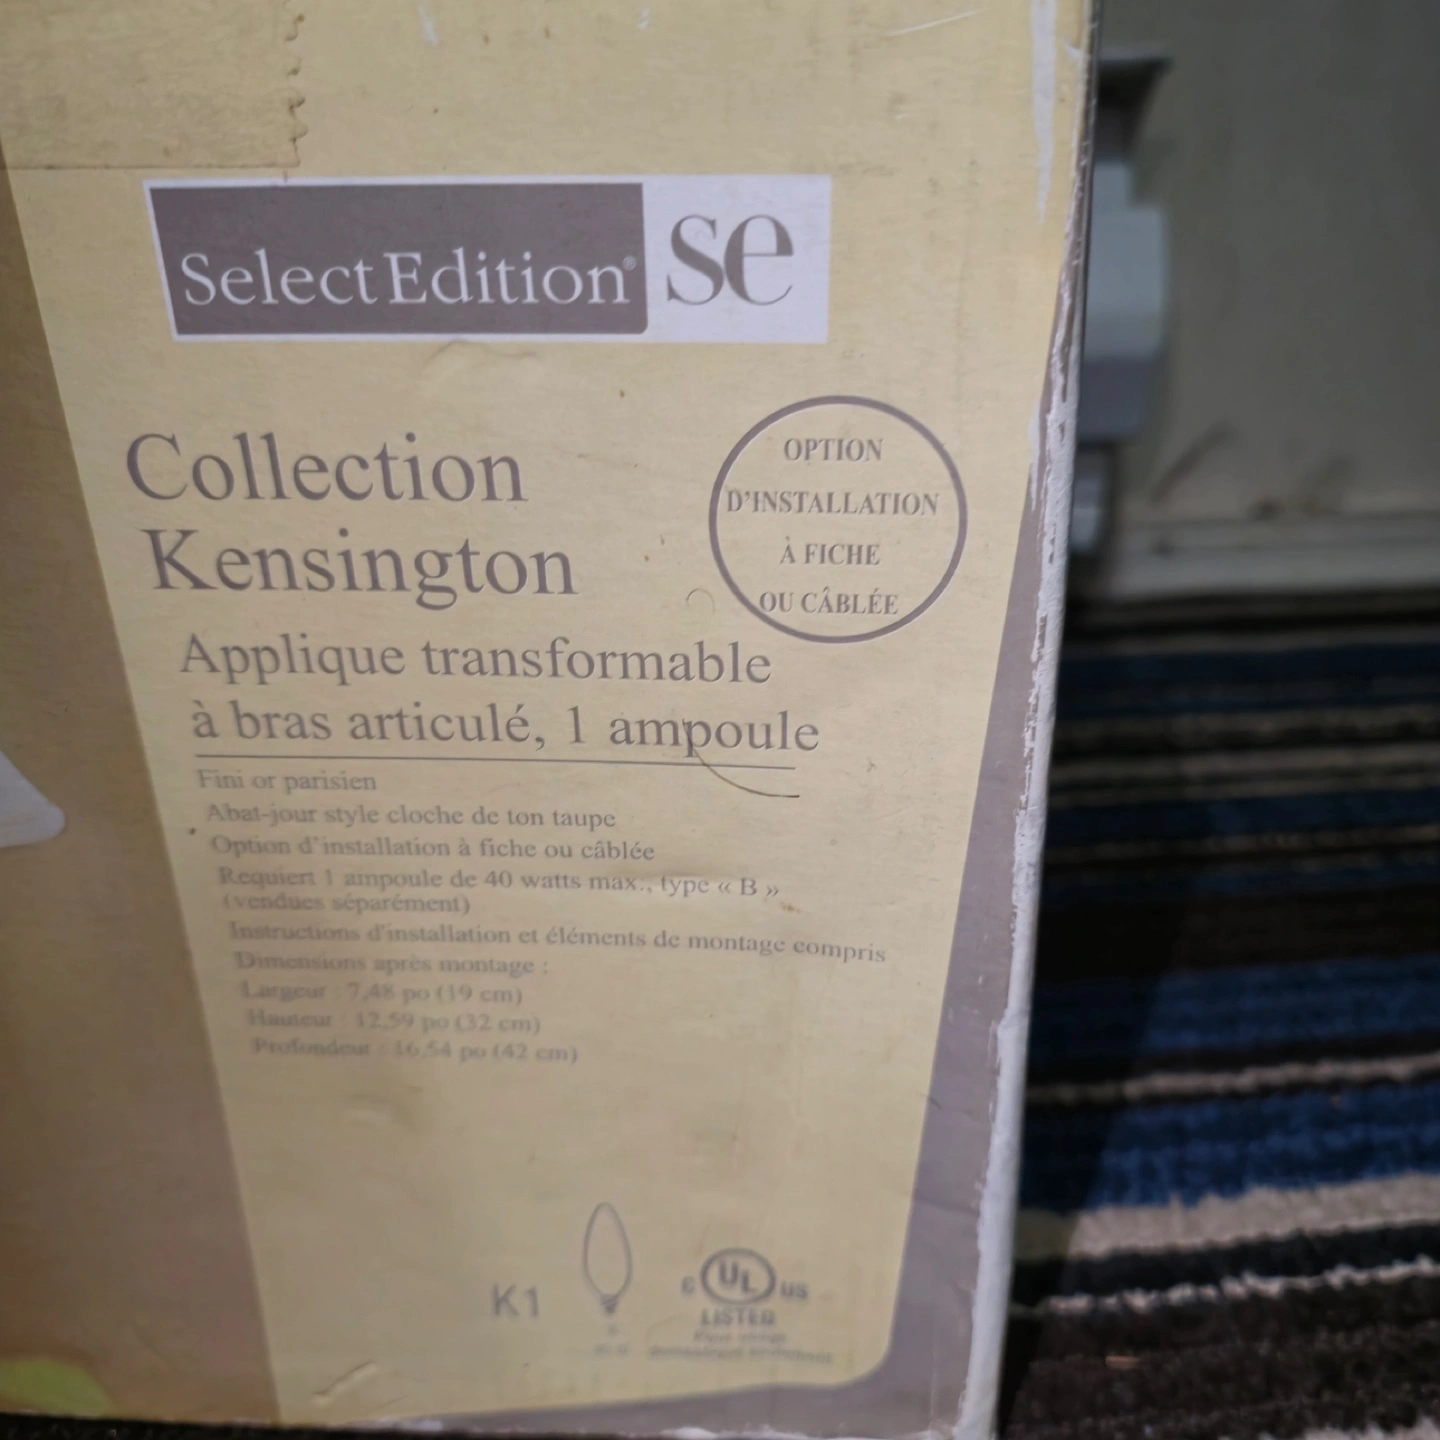 Select Edition® se
OPTION
D'INSTALLATION
À FICHE
OU CÂBLÉE
Collection
Kensington
Applique transformable
à bras articulé, 1 ampoule
Fini or parisien
Abat-jour style cloche de ton taupe
Option d'installation à fiche ou câblée
Requiert 1 ampoule de 40 watts max., type « B »
(vendues séparément)
Instructions d'installation et éléments de montage compris
Dimensions après montage :
Largeur : 7,48 po (19 cm)
Hauteur : 12,59 po (32 cm)
Profondeur : 16,54 po (42 cm)
K1
C UL US
LISTED